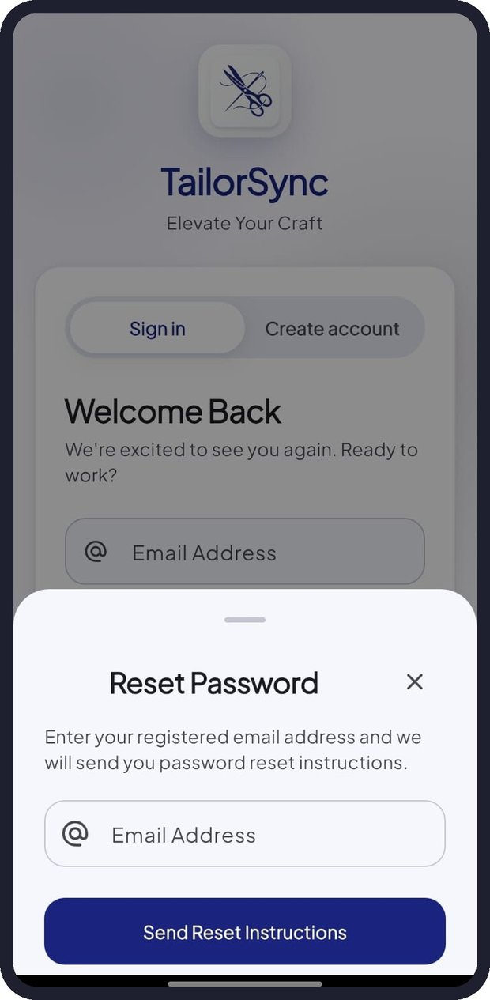 TailorSync
Elevate Your Craft
Sign in
Create account
Welcome Back
We're excited to see you again. Ready to
work?
@ Email Address
Reset Password
Enter your registered email address and we
will send you password reset instructions.
@ Email Address
Send Reset Instructions